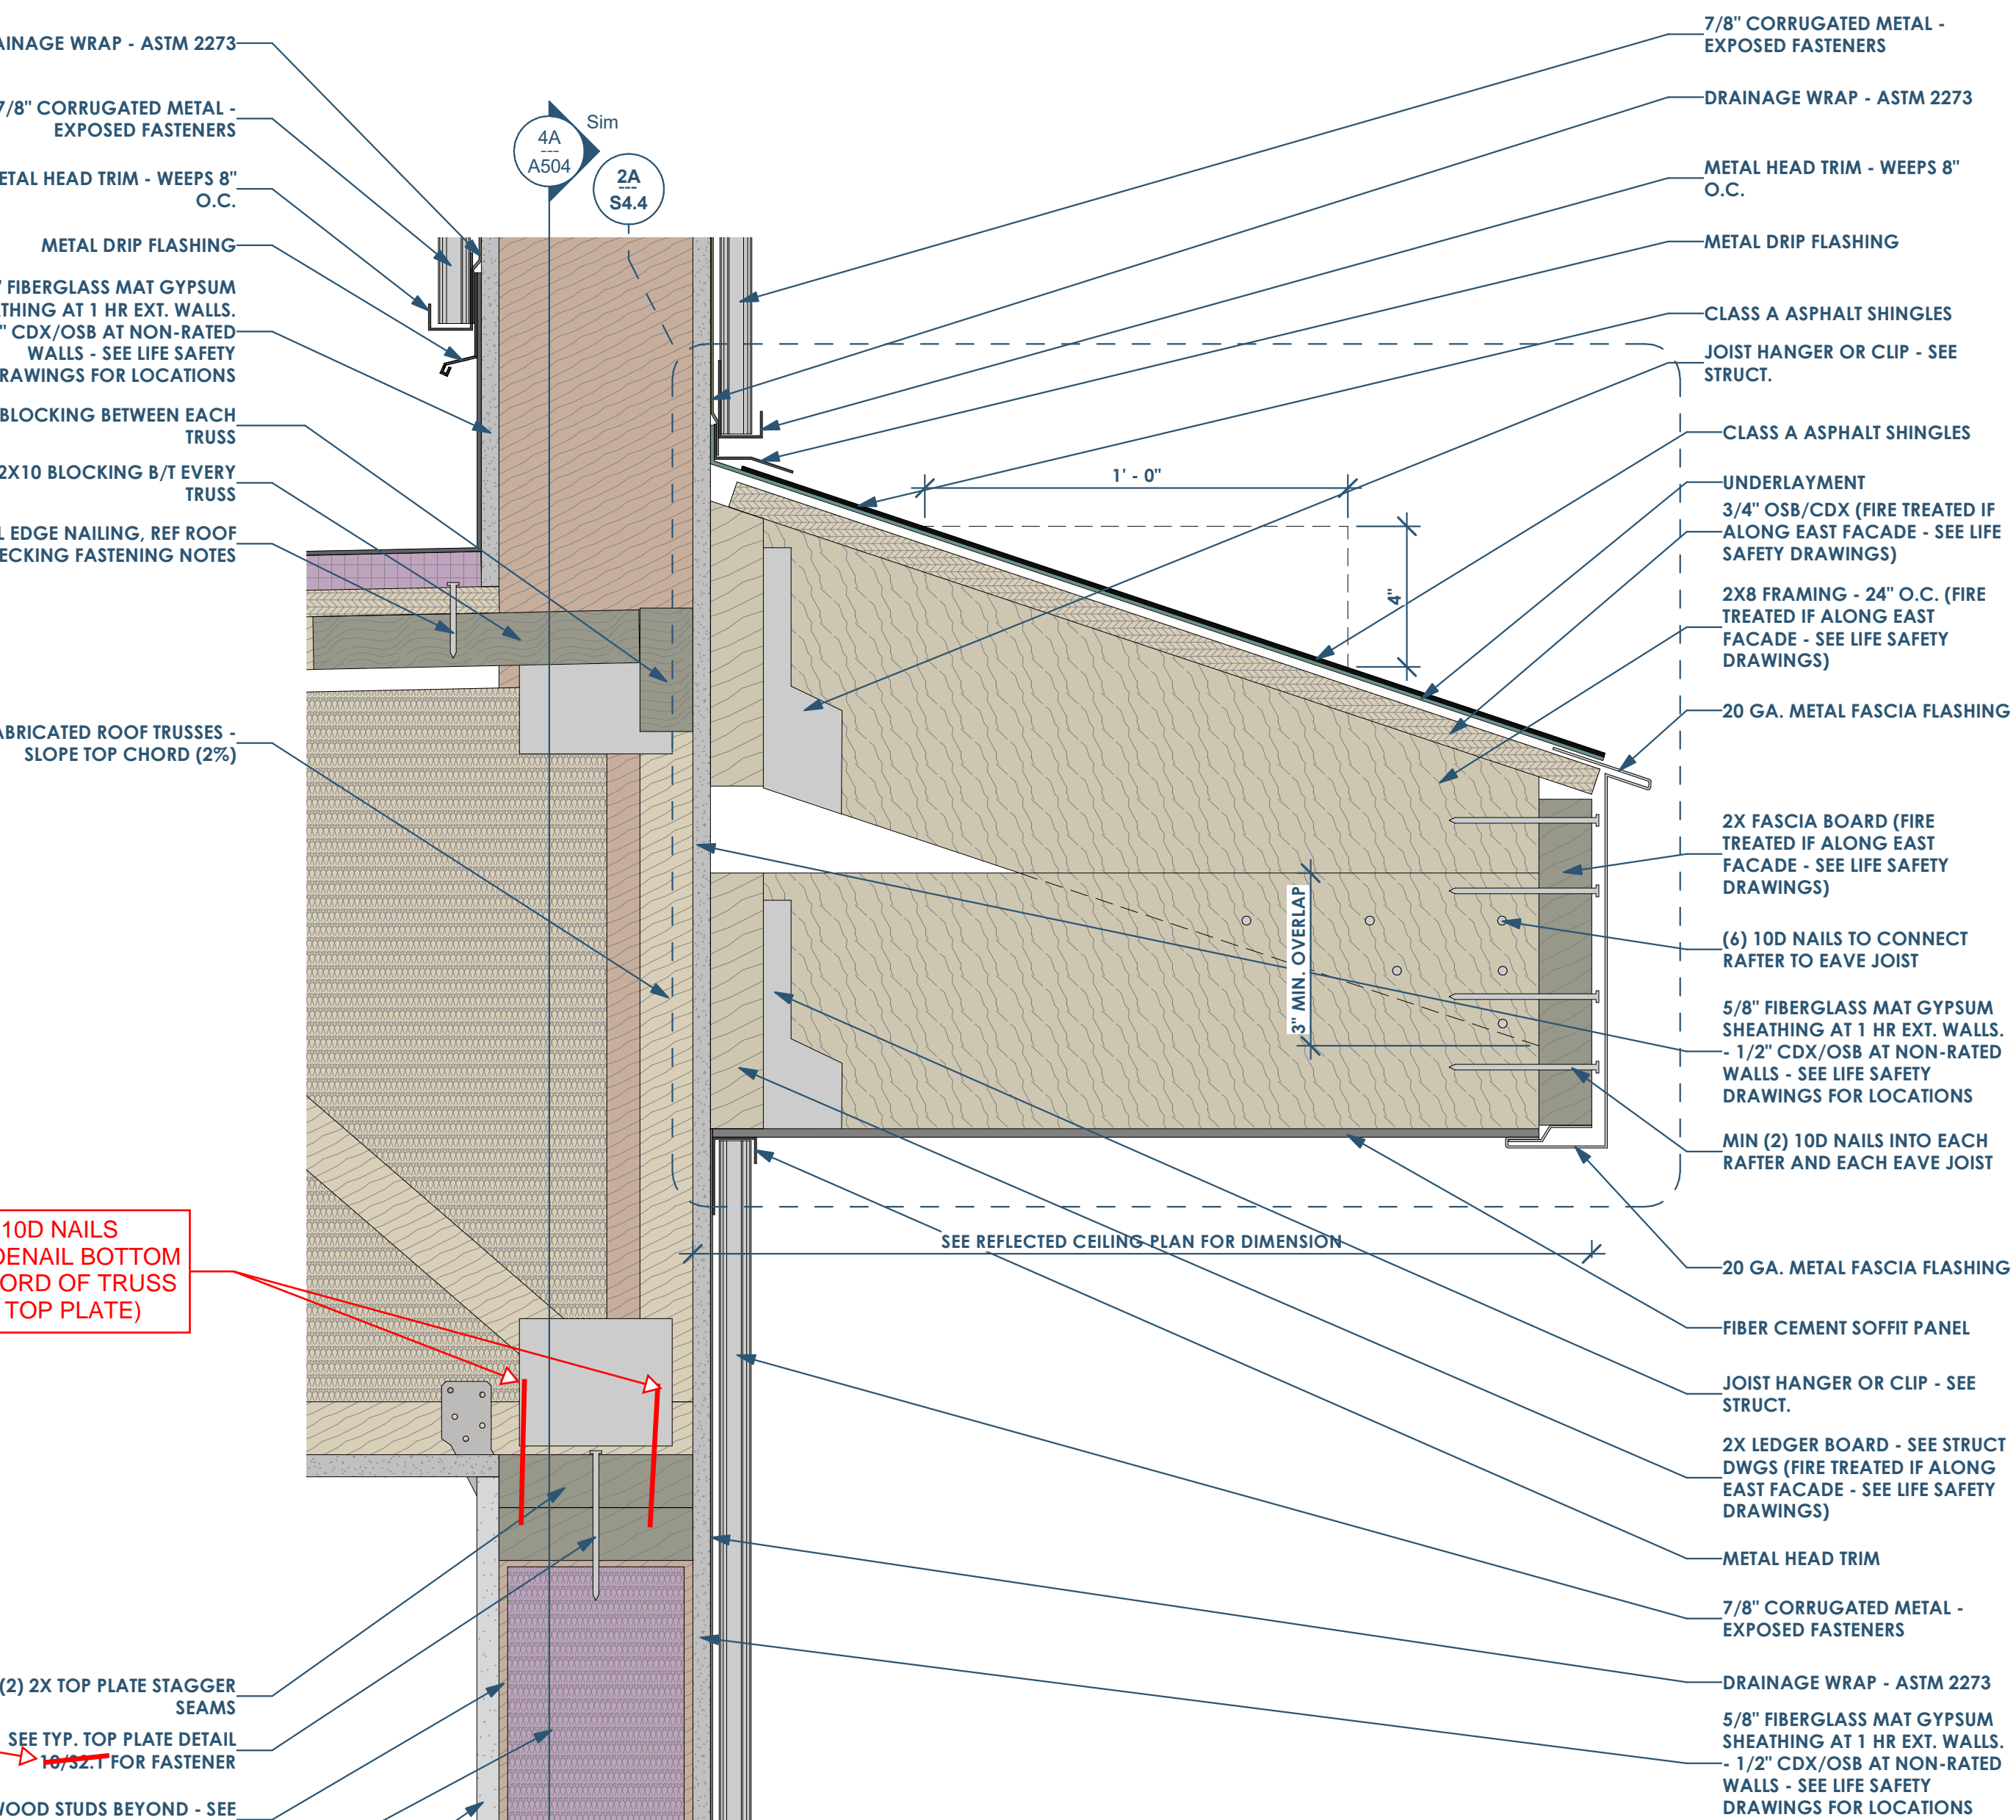 AINAGE WRAP - ASTM 2273
7/8" CORRUGATED METAL -
EXPOSED FASTENERS
ETAL HEAD TRIM - WEEPS 8"
O.C.
METAL DRIP FLASHING
" FIBERGLASS MAT GYPSUM
THING AT 1 HR EXT. WALLS.
" CDX/OSB AT NON-RATED
WALLS - SEE LIFE SAFETY
RAWINGS FOR LOCATIONS
BLOCKING BETWEEN EACH
TRUSS
2X10 BLOCKING B/T EVERY
TRUSS
L EDGE NAILING, REF ROOF
ECKING FASTENING NOTES
ABRICATED ROOF TRUSSES -
SLOPE TOP CHORD (2%)
10D NAILS
DENAIL BOTTOM
ORD OF TRUSS
TOP PLATE)
(2) 2X TOP PLATE STAGGER
SEAMS
SEE TYP. TOP PLATE DETAIL
10/S2.1 FOR FASTENER
WOOD STUDS BEYOND - SEE
4A
---
A504
Sim
2A
---
S4.4
1' - 0"
4"
3" MIN. OVERLAP
SEE REFLECTED CEILING PLAN FOR DIMENSION
7/8" CORRUGATED METAL -
EXPOSED FASTENERS
DRAINAGE WRAP - ASTM 2273
METAL HEAD TRIM - WEEPS 8"
O.C.
METAL DRIP FLASHING
CLASS A ASPHALT SHINGLES
JOIST HANGER OR CLIP - SEE
STRUCT.
CLASS A ASPHALT SHINGLES
UNDERLAYMENT
3/4" OSB/CDX (FIRE TREATED IF
ALONG EAST FACADE - SEE LIFE
SAFETY DRAWINGS)
2X8 FRAMING - 24" O.C. (FIRE
TREATED IF ALONG EAST
FACADE - SEE LIFE SAFETY
DRAWINGS)
20 GA. METAL FASCIA FLASHING
2X FASCIA BOARD (FIRE
TREATED IF ALONG EAST
FACADE - SEE LIFE SAFETY
DRAWINGS)
(6) 10D NAILS TO CONNECT
RAFTER TO EAVE JOIST
5/8" FIBERGLASS MAT GYPSUM
SHEATHING AT 1 HR EXT. WALLS.
- 1/2" CDX/OSB AT NON-RATED
WALLS - SEE LIFE SAFETY
DRAWINGS FOR LOCATIONS
MIN (2) 10D NAILS INTO EACH
RAFTER AND EACH EAVE JOIST
20 GA. METAL FASCIA FLASHING
FIBER CEMENT SOFFIT PANEL
JOIST HANGER OR CLIP - SEE
STRUCT.
2X LEDGER BOARD - SEE STRUCT
DWGS (FIRE TREATED IF ALONG
EAST FACADE - SEE LIFE SAFETY
DRAWINGS)
METAL HEAD TRIM
7/8" CORRUGATED METAL -
EXPOSED FASTENERS
DRAINAGE WRAP - ASTM 2273
5/8" FIBERGLASS MAT GYPSUM
SHEATHING AT 1 HR EXT. WALLS.
- 1/2" CDX/OSB AT NON-RATED
WALLS - SEE LIFE SAFETY
DRAWINGS FOR LOCATIONS